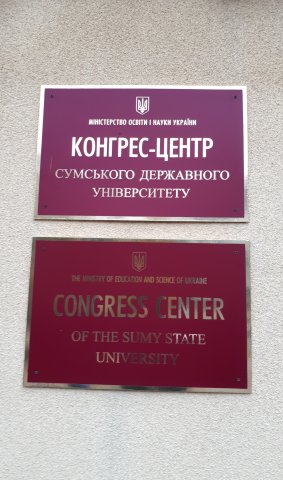 МІНІСТЕРСТВО ОСВІТИ І НАУКИ УКРАЇНИ
КОНГРЕС-ЦЕНТР
СУМСЬКОГО ДЕРЖАВНОГО
УНІВЕРСИТЕТУ
THE MINISTRY OF EDUCATION AND SCIENCE OF UKRAINE
CONGRESS CENTER
OF THE SUMY STATE
UNIVERSITY